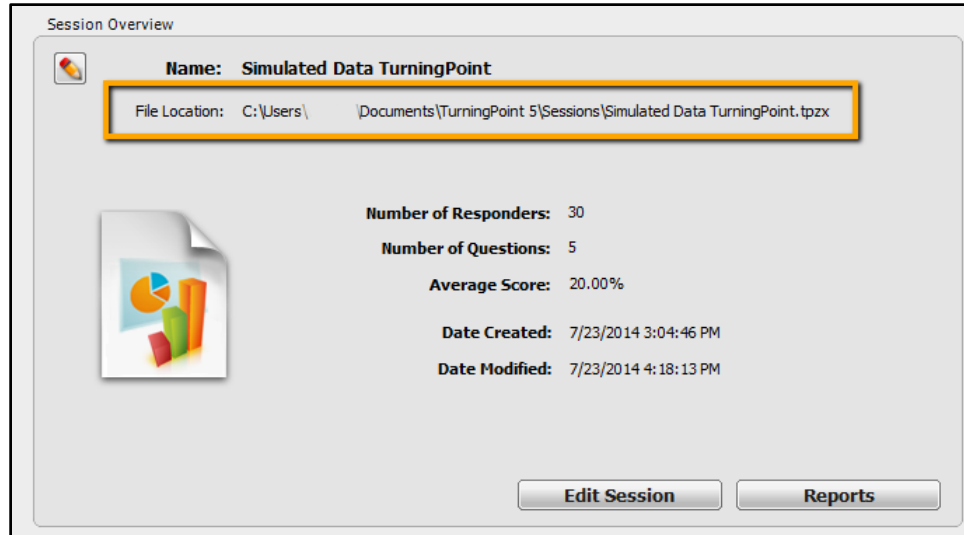 Session Overview
Name: Simulated Data TurningPoint
File Location: C:\Users\ \Documents\TurningPoint 5\Sessions\Simulated Data TurningPoint.tpzx
Number of Responders: 30
Number of Questions: 5
Average Score: 20.00%
Date Created: 7/23/2014 3:04:46 PM
Date Modified: 7/23/2014 4:18:13 PM
Edit Session Reports